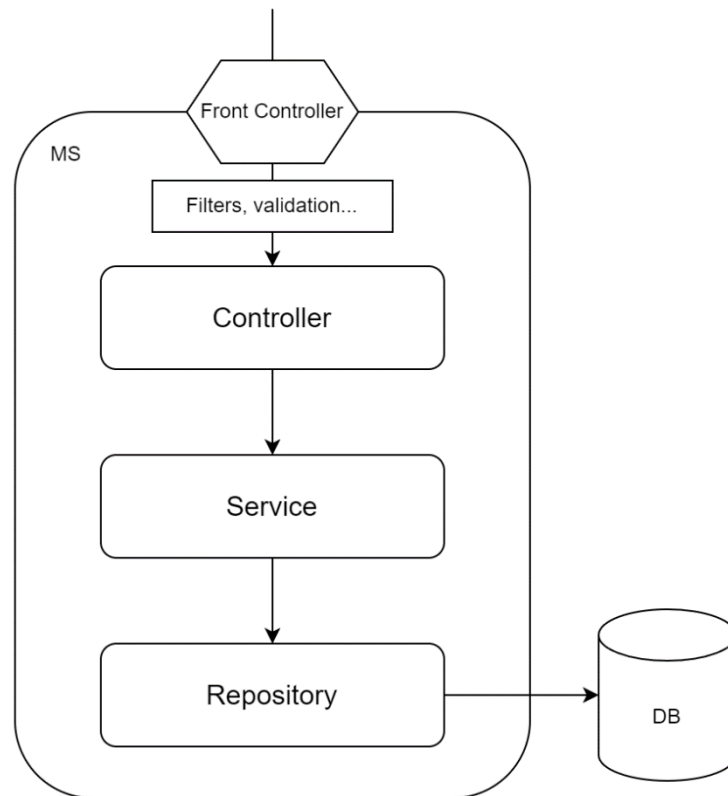 Front Controller
MS
Filters, validation...
Controller
Service
Repository
DB